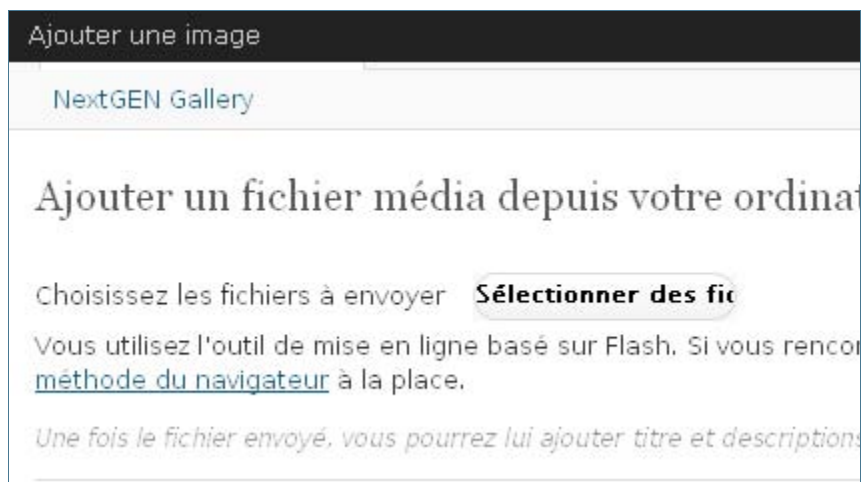 Ajouter une image
NextGEN Gallery
Ajouter un fichier média depuis votre ordinat
Choisissez les fichiers à envoyer Sélectionner des fic
Vous utilisez l'outil de mise en ligne basé sur Flash. Si vous rencor
méthode du navigateur à la place.
Une fois le fichier envoyé, vous pourrez lui ajouter titre et descriptions